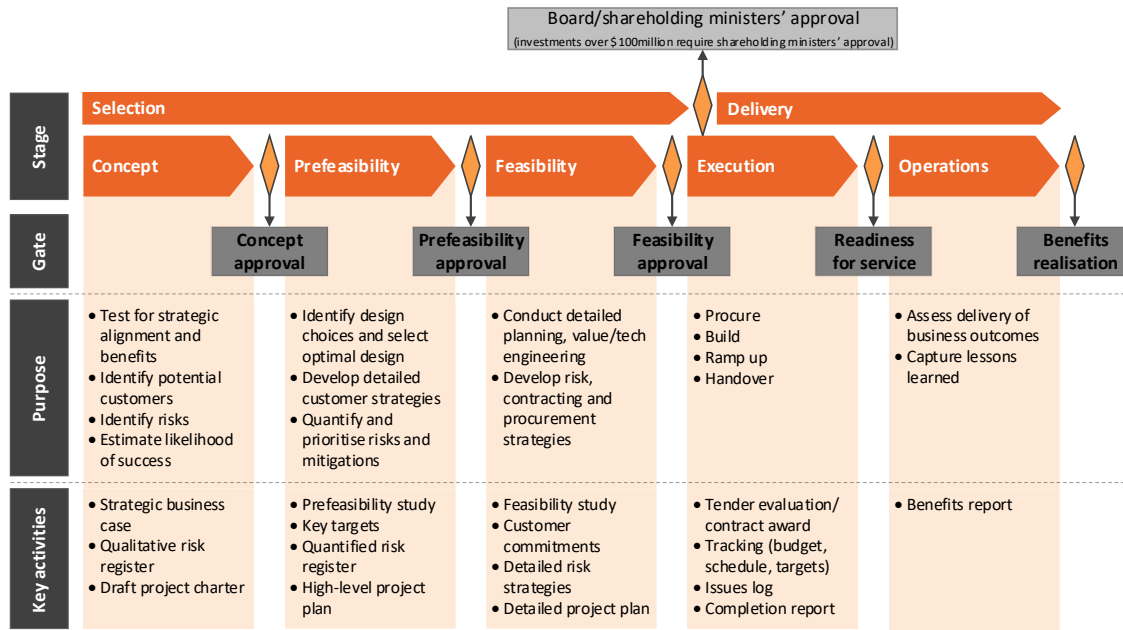 Board/shareholding ministers' approval
(investments over $100million require shareholding ministers' approval)
Stage
Selection
Delivery
Concept
Prefeasibility
Feasibility
Execution
Operations
Gate
Concept
approval
Prefeasibility
approval
Feasibility
approval
Readiness
for service
Benefits
realisation
Purpose
• Test for strategic
alignment and
benefits
• Identify potential
customers
• Identify risks
• Estimate likelihood
of success
• Identify design
choices and select
optimal design
• Develop detailed
customer strategies
• Quantify and
prioritise risks and
mitigations
• Conduct detailed
planning, value/tech
engineering
• Develop risk,
contracting and
procurement
strategies
• Procure
• Build
• Ramp up
• Handover
• Assess delivery of
business outcomes
• Capture lessons
learned
Key activities
• Strategic business
case
• Qualitative risk
register
• Draft project charter
• Prefeasibility study
• Key targets
• Quantified risk
register
• High-level project
plan
• Feasibility study
• Customer
commitments
• Detailed risk
strategies
• Detailed project plan
• Tender evaluation/
contract award
• Tracking (budget,
schedule, targets)
• Issues log
• Completion report
• Benefits report